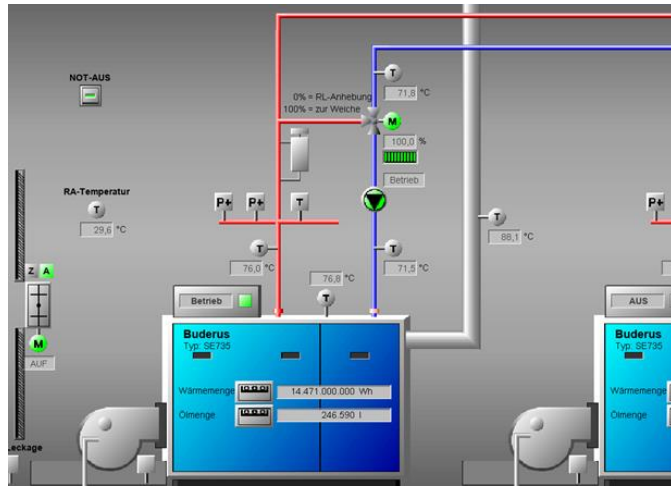 NOT-AUS
0% = RL-Anhebung
100% = zur Weiche
T
71,8 °C
M
100,0 %
Betrieb
RA-Temperatur
T
29,6 °C
P+
P+
T
P+
T
76,0 °C
T
71,5 °C
T
88,1 °C
Z A
T
76,8 °C
M
AUF
Betrieb
AUS
Buderus
Typ: SE735
Wärmemenge
14.471.000.000 Wh
Ölmenge
246.590 l
Buderus
Typ: SE735
Wärmemenge
Ölmenge
Leckage